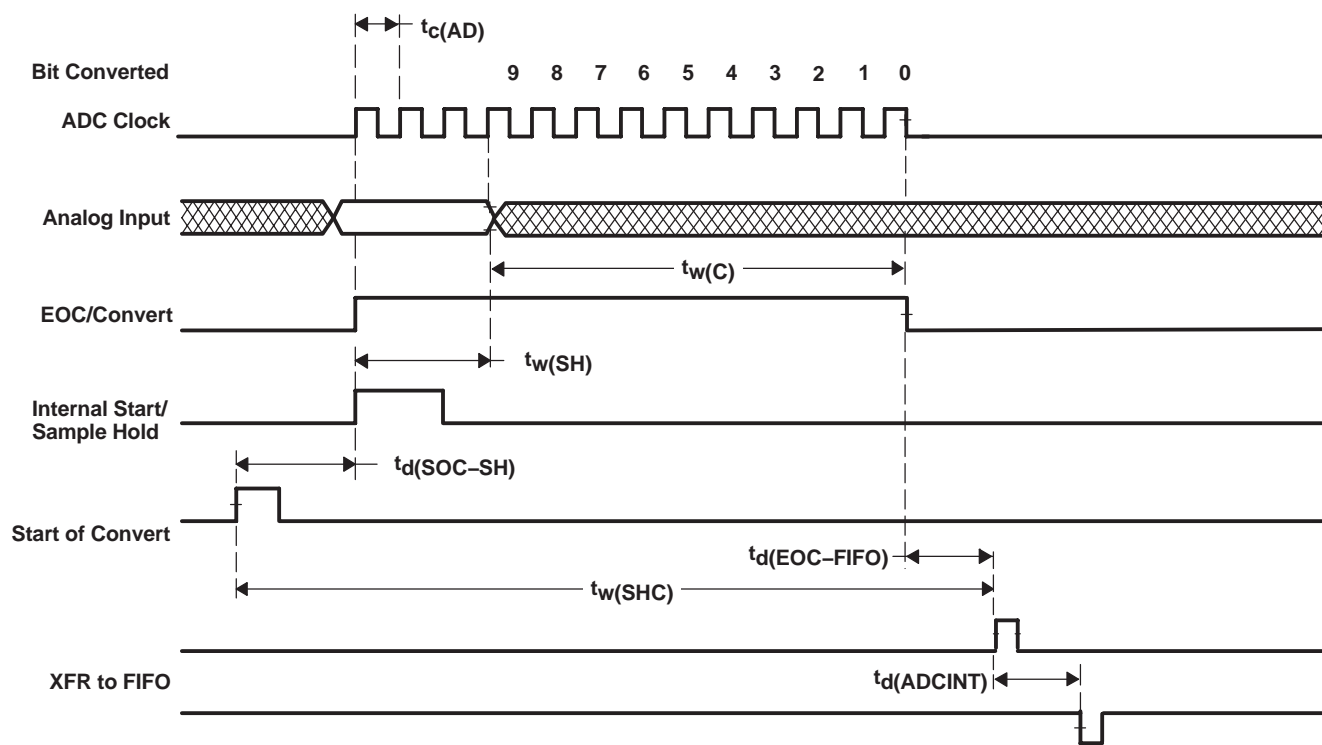 tc(AD)
Bit Converted 9 8 7 6 5 4 3 2 1 0
ADC Clock
Analog Input
tw(C)
EOC/Convert
tw(SH)
Internal Start/
Sample Hold
td(SOC–SH)
Start of Convert
td(EOC–FIFO)
tw(SHC)
XFR to FIFO
td(ADCINT)